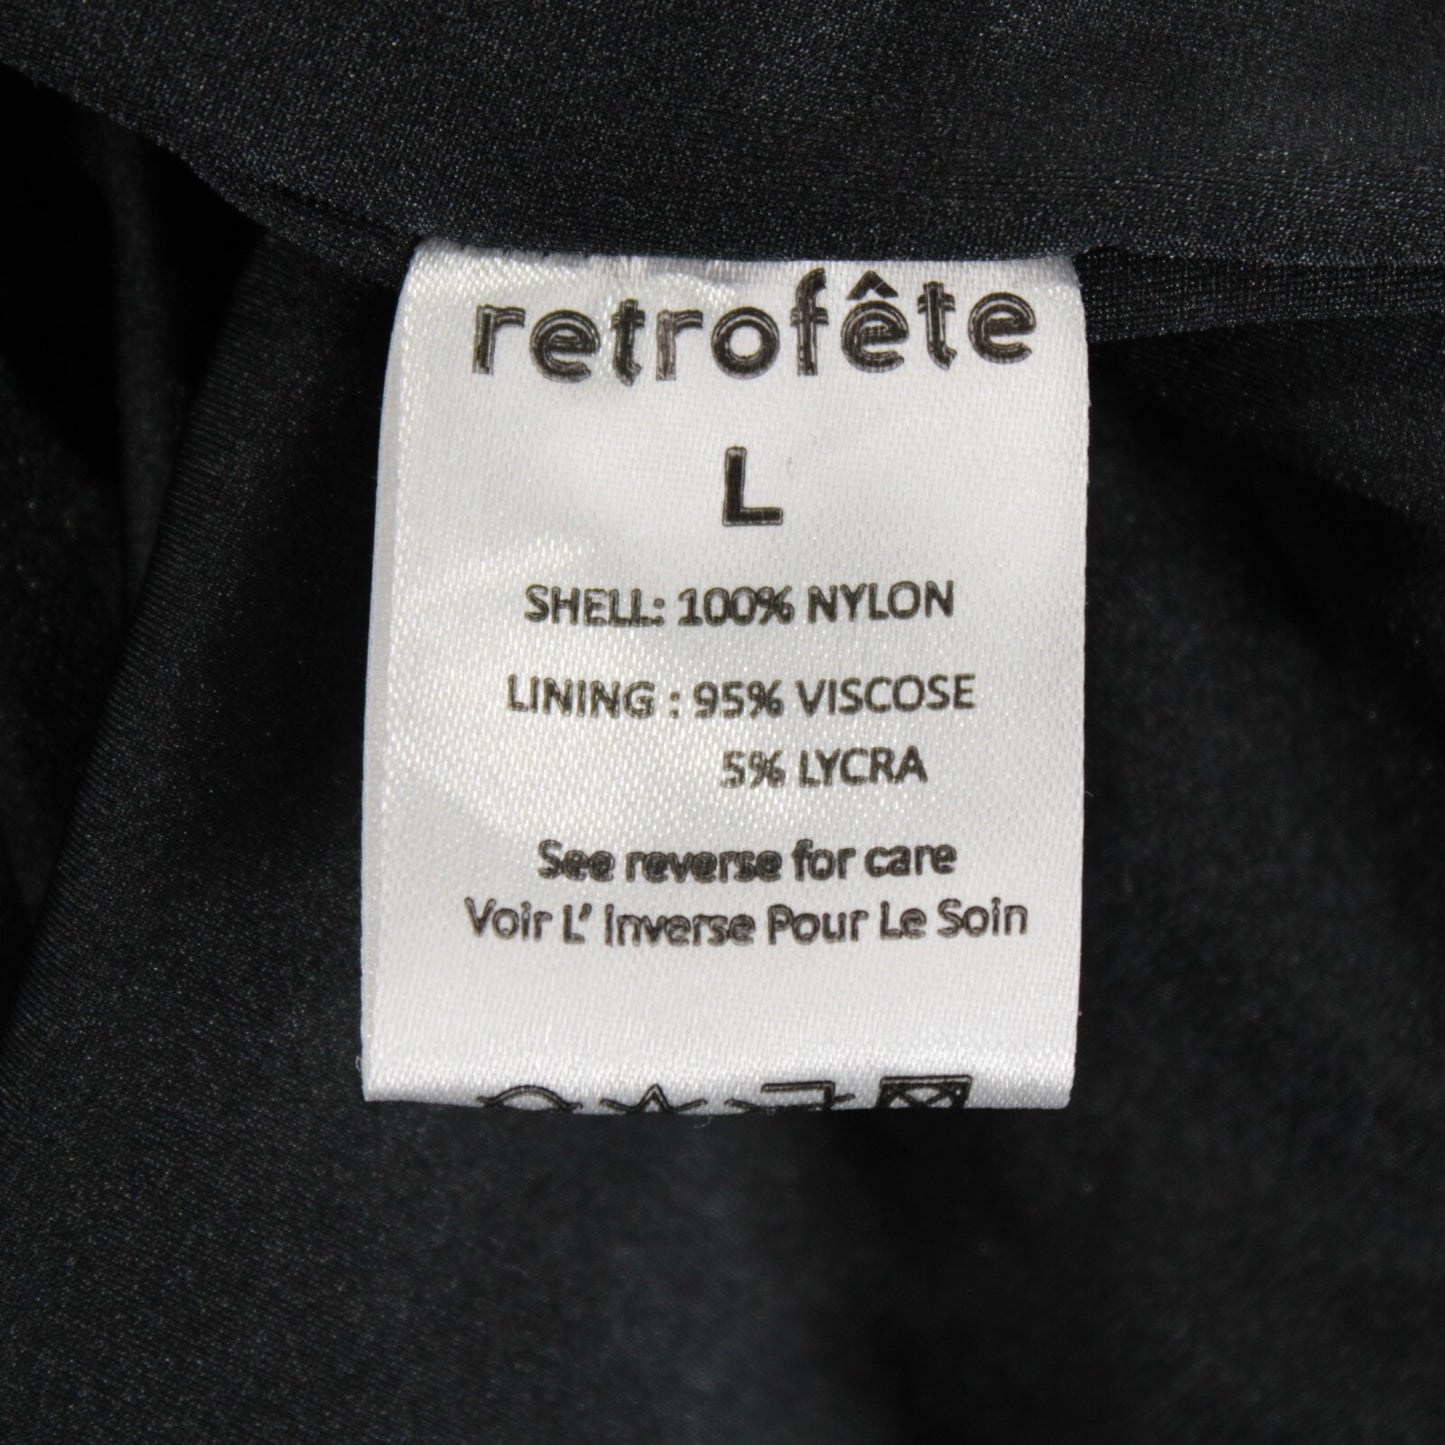 retrofête
L
SHELL: 100% NYLON
LINING : 95% VISCOSE
5% LYCRA
See reverse for care
Voir L' Inverse Pour Le Soin